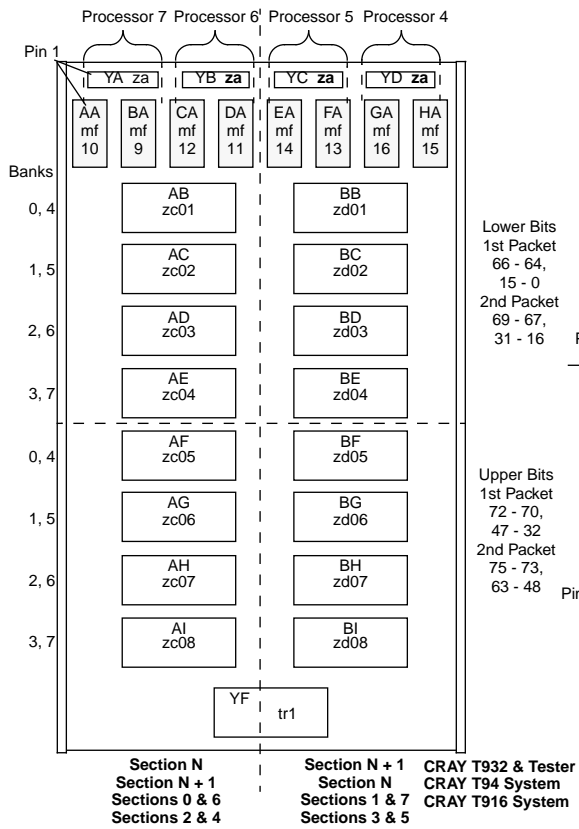 Processor 7 Processor 6 Processor 5 Processor 4
Pin 1
YA za YB za YC za YD za
AA BA CA DA EA FA GA HA
mf mf mf mf mf mf mf mf
10 9 12 11 14 13 16 15
Banks
0, 4
AB
zc01
BB
zd01
1, 5
AC
zc02
BC
zd02
2, 6
AD
zc03
BD
zd03
3, 7
AE
zc04
BE
zd04
Lower Bits
1st Packet
66 - 64,
15 - 0
2nd Packet
69 - 67,
31 - 16
0, 4
AF
zc05
BF
zd05
1, 5
AG
zc06
BG
zd06
2, 6
AH
zc07
BH
zd07
3, 7
AI
zc08
BI
zd08
Upper Bits
1st Packet
72 - 70,
47 - 32
2nd Packet
75 - 73,
63 - 48
Pin
YF
tr1
Section N Section N + 1 CRAY T932 & Tester
Section N + 1 Section N CRAY T94 System
Sections 0 & 6 Sections 1 & 7 CRAY T916 System
Sections 2 & 4 Sections 3 & 5